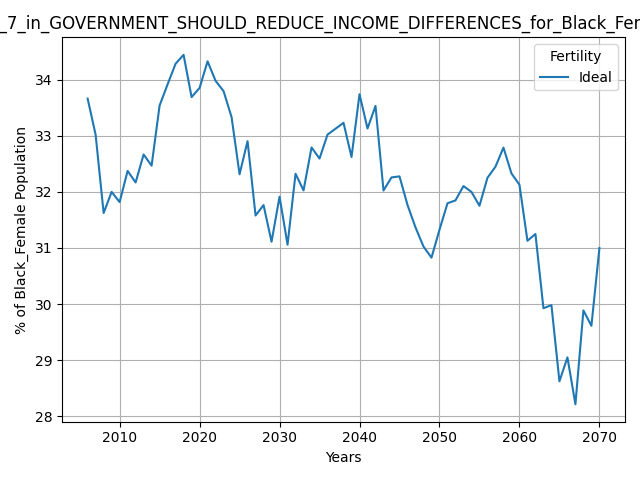 _7_in_GOVERNMENT_SHOULD_REDUCE_INCOME_DIFFERENCES_for_Black_Fem
Fertility
Ideal
% of Black_Female Population
34
33
32
31
30
29
28
2010 2020 2030 2040 2050 2060 2070
Years